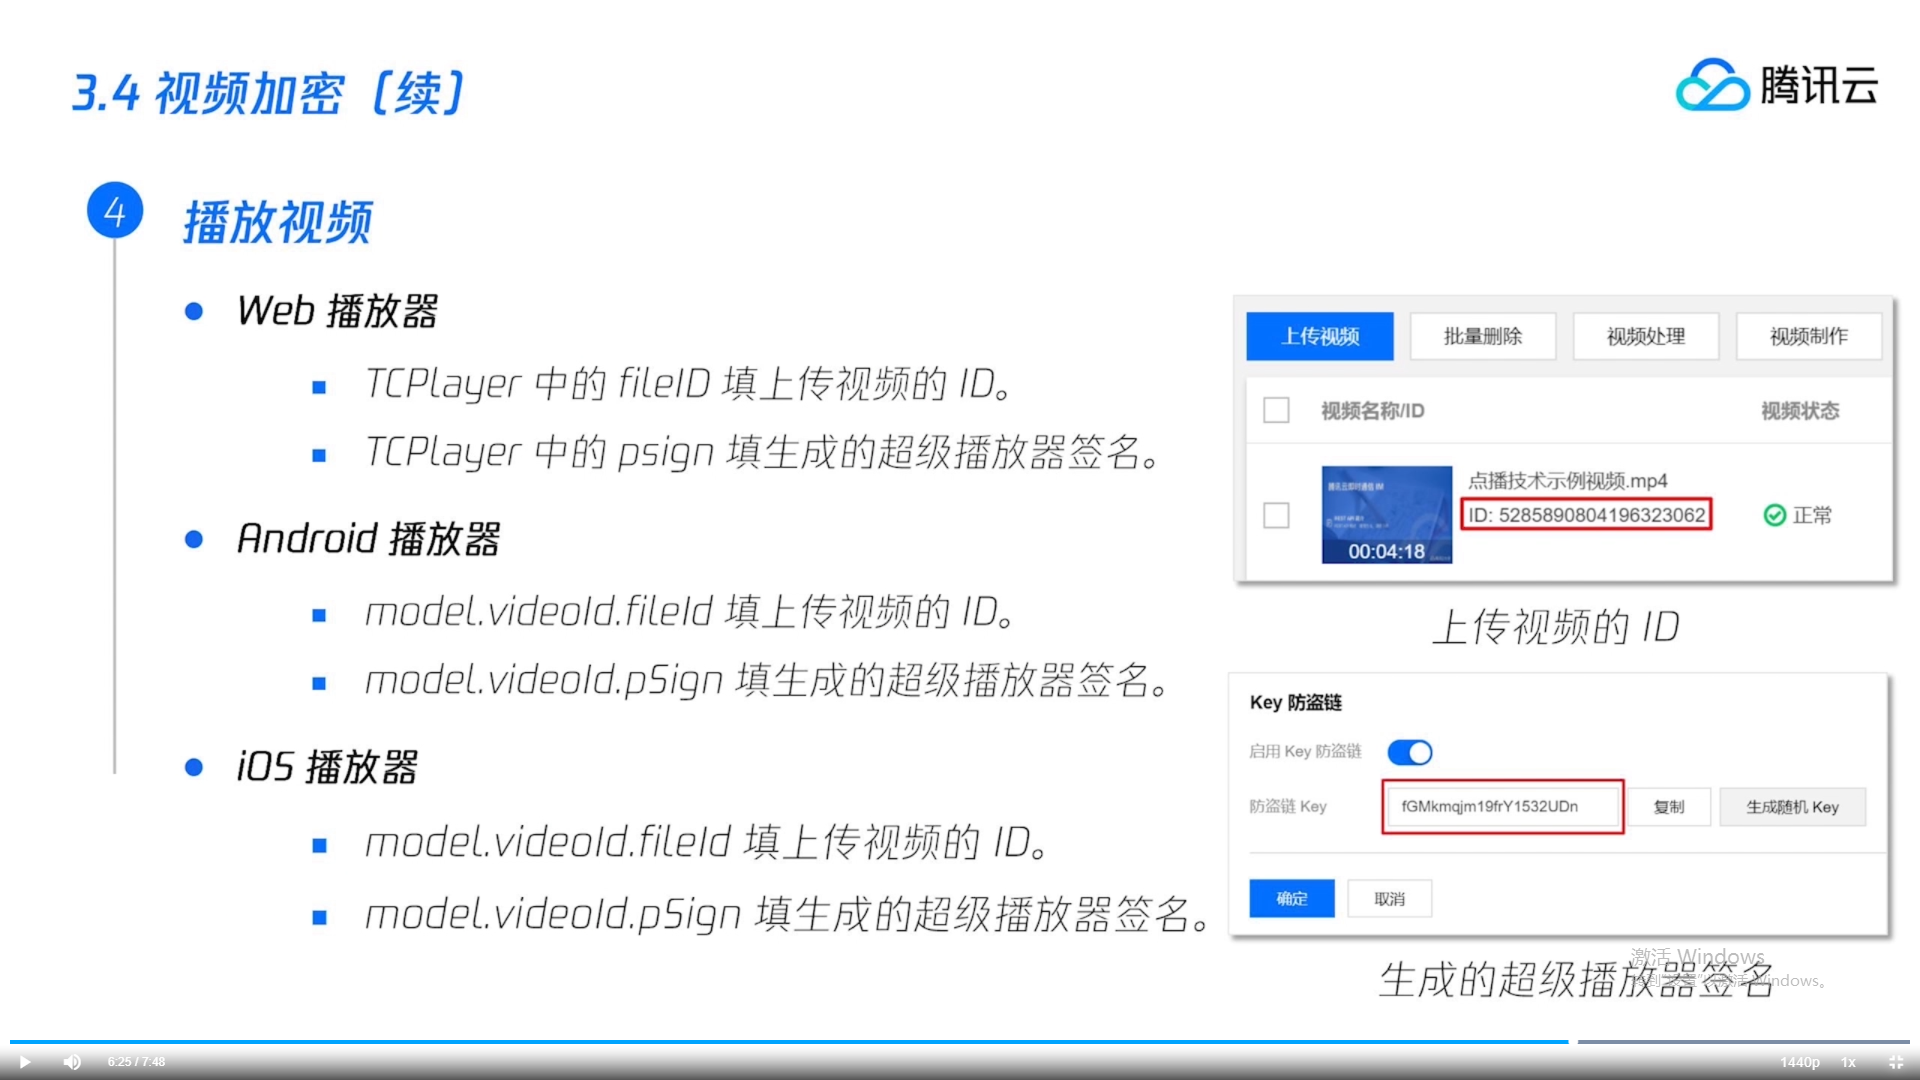 3.4 视频加密（续）
腾讯云
4
播放视频
Web 播放器
TCPlayer 中的 fileID 填上传视频的 ID。
TCPlayer 中的 psign 填生成的超级播放器签名。
Android 播放器
model.videoId.fileId 填上传视频的 ID。
model.videoId.pSign 填生成的超级播放器签名。
iOS 播放器
model.videoId.fileId 填上传视频的 ID。
model.videoId.pSign 填生成的超级播放器签名。
上传视频 批量删除 视频处理 视频制作
视频名称/ID 视频状态
点播技术示例视频.mp4
ID: 5285890804196323062
正常
00:04:18
上传视频的 ID
Key 防盗链
启用 Key 防盗链
防盗链 Key fGMkmqjm19frY1532UDn 复制 生成随机 Key
确定 取消
生成的超级播放器签名
激活 Windows
转到"设置"以激活 Windows。
6:25 / 7:48
1440p 1x